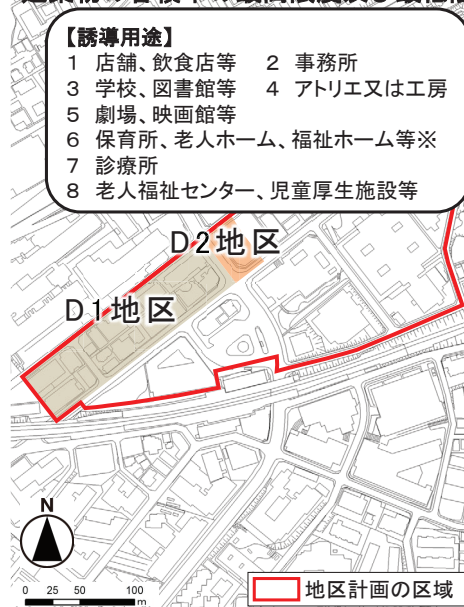 【誘導用途】
1 店舗、飲食店等 2 事務所
3 学校、図書館等 4 アトリエ又は工房
5 劇場、映画館等
6 保育所、老人ホーム、福祉ホーム等※
7 診療所
8 老人福祉センター、児童厚生施設等
D2地区
D1地区
N
0 25 50 100
m
地区計画の区域